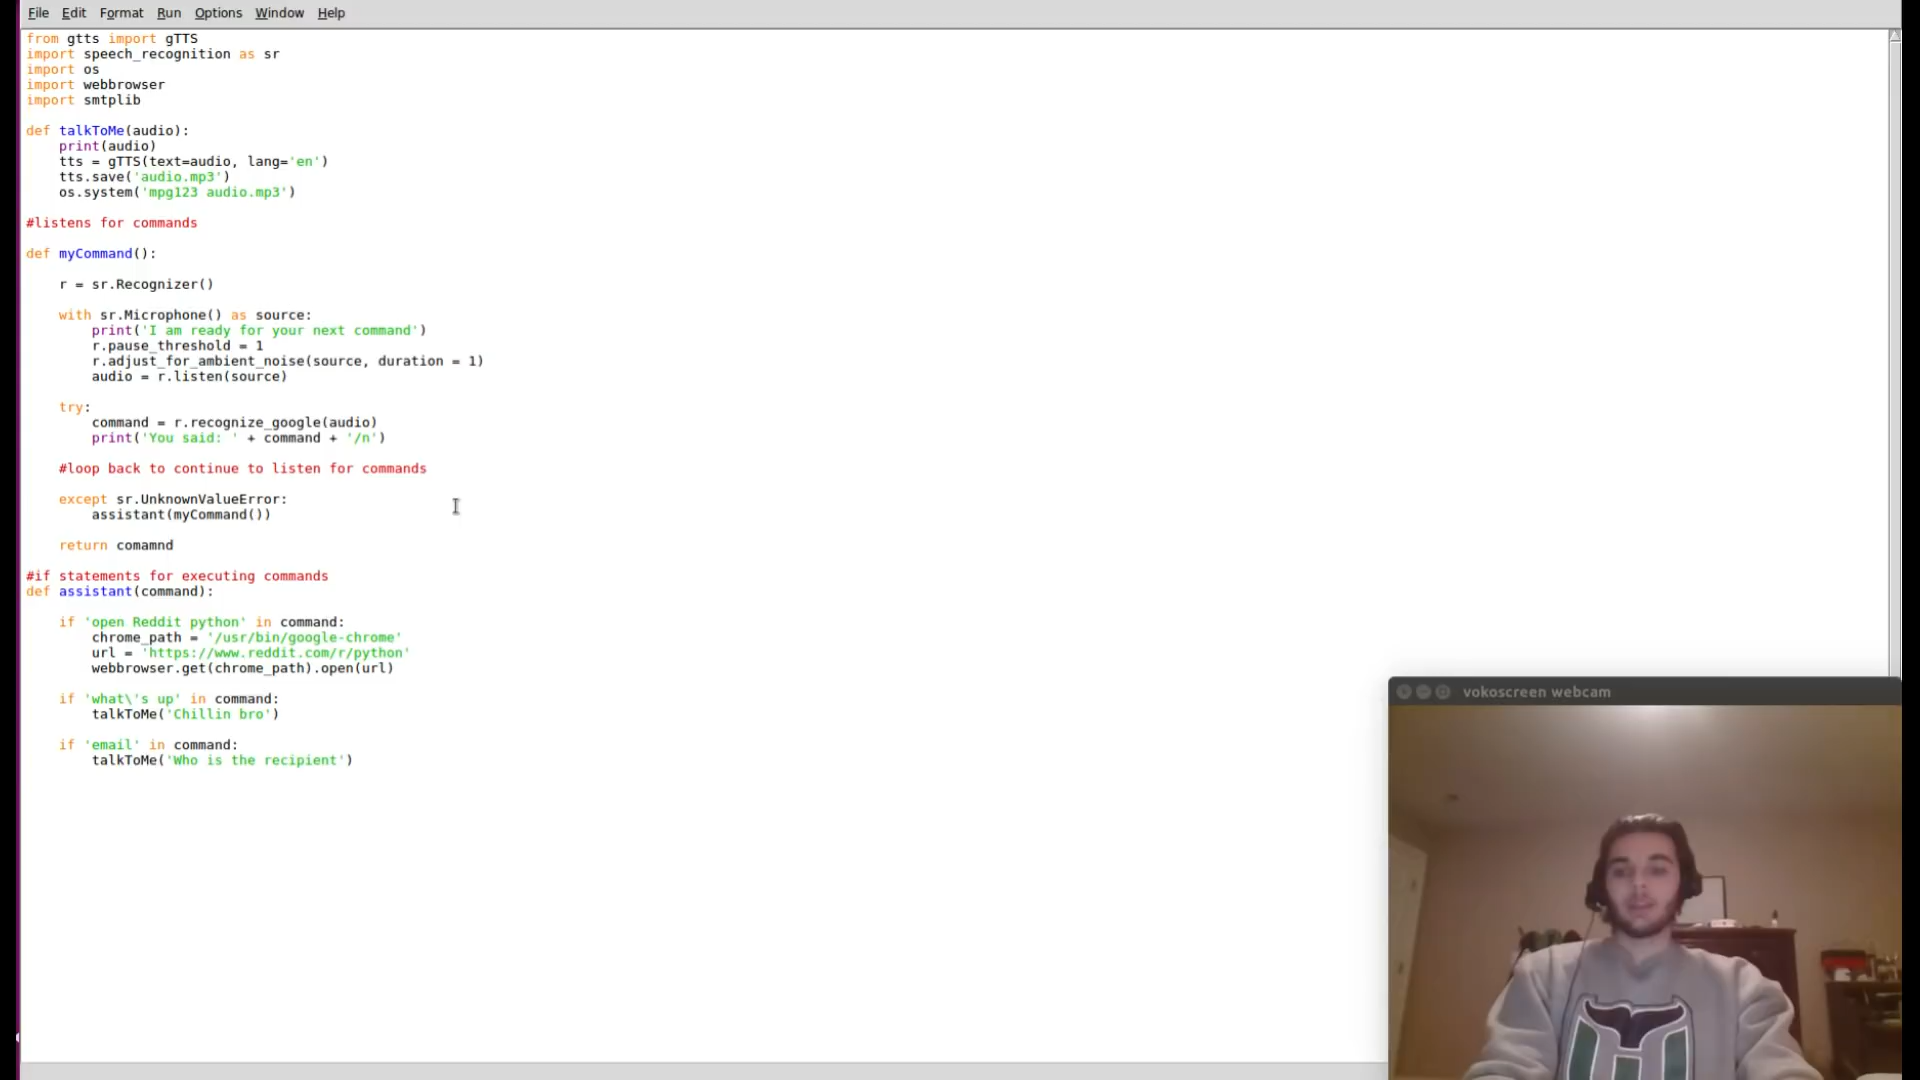 File Edit Format Run Options Window Help
from gtts import gTTS
import speech_recognition as sr
import os
import webbrowser
import smtplib
def talkToMe(audio):
print(audio)
tts = gTTS(text=audio, lang='en')
tts.save('audio.mp3')
os.system('mpg123 audio.mp3')
#listens for commands
def myCommand():
r = sr.Recognizer()
with sr.Microphone() as source:
print('I am ready for your next command')
r.pause_threshold = 1
r.adjust_for_ambient_noise(source, duration = 1)
audio = r.listen(source)
try:
command = r.recognize_google(audio)
print('You said: ' + command + '/n')
#loop back to continue to listen for commands
except sr.UnknownValueError:
assistant(myCommand())
return comamnd
#if statements for executing commands
def assistant(command):
if 'open Reddit python' in command:
chrome_path = '/usr/bin/google-chrome'
url = 'https://www.reddit.com/r/python'
webbrowser.get(chrome_path).open(url)
if 'what\'s up' in command:
talkToMe('Chillin bro')
if 'email' in command:
talkToMe('Who is the recipient')
vokoscreen webcam